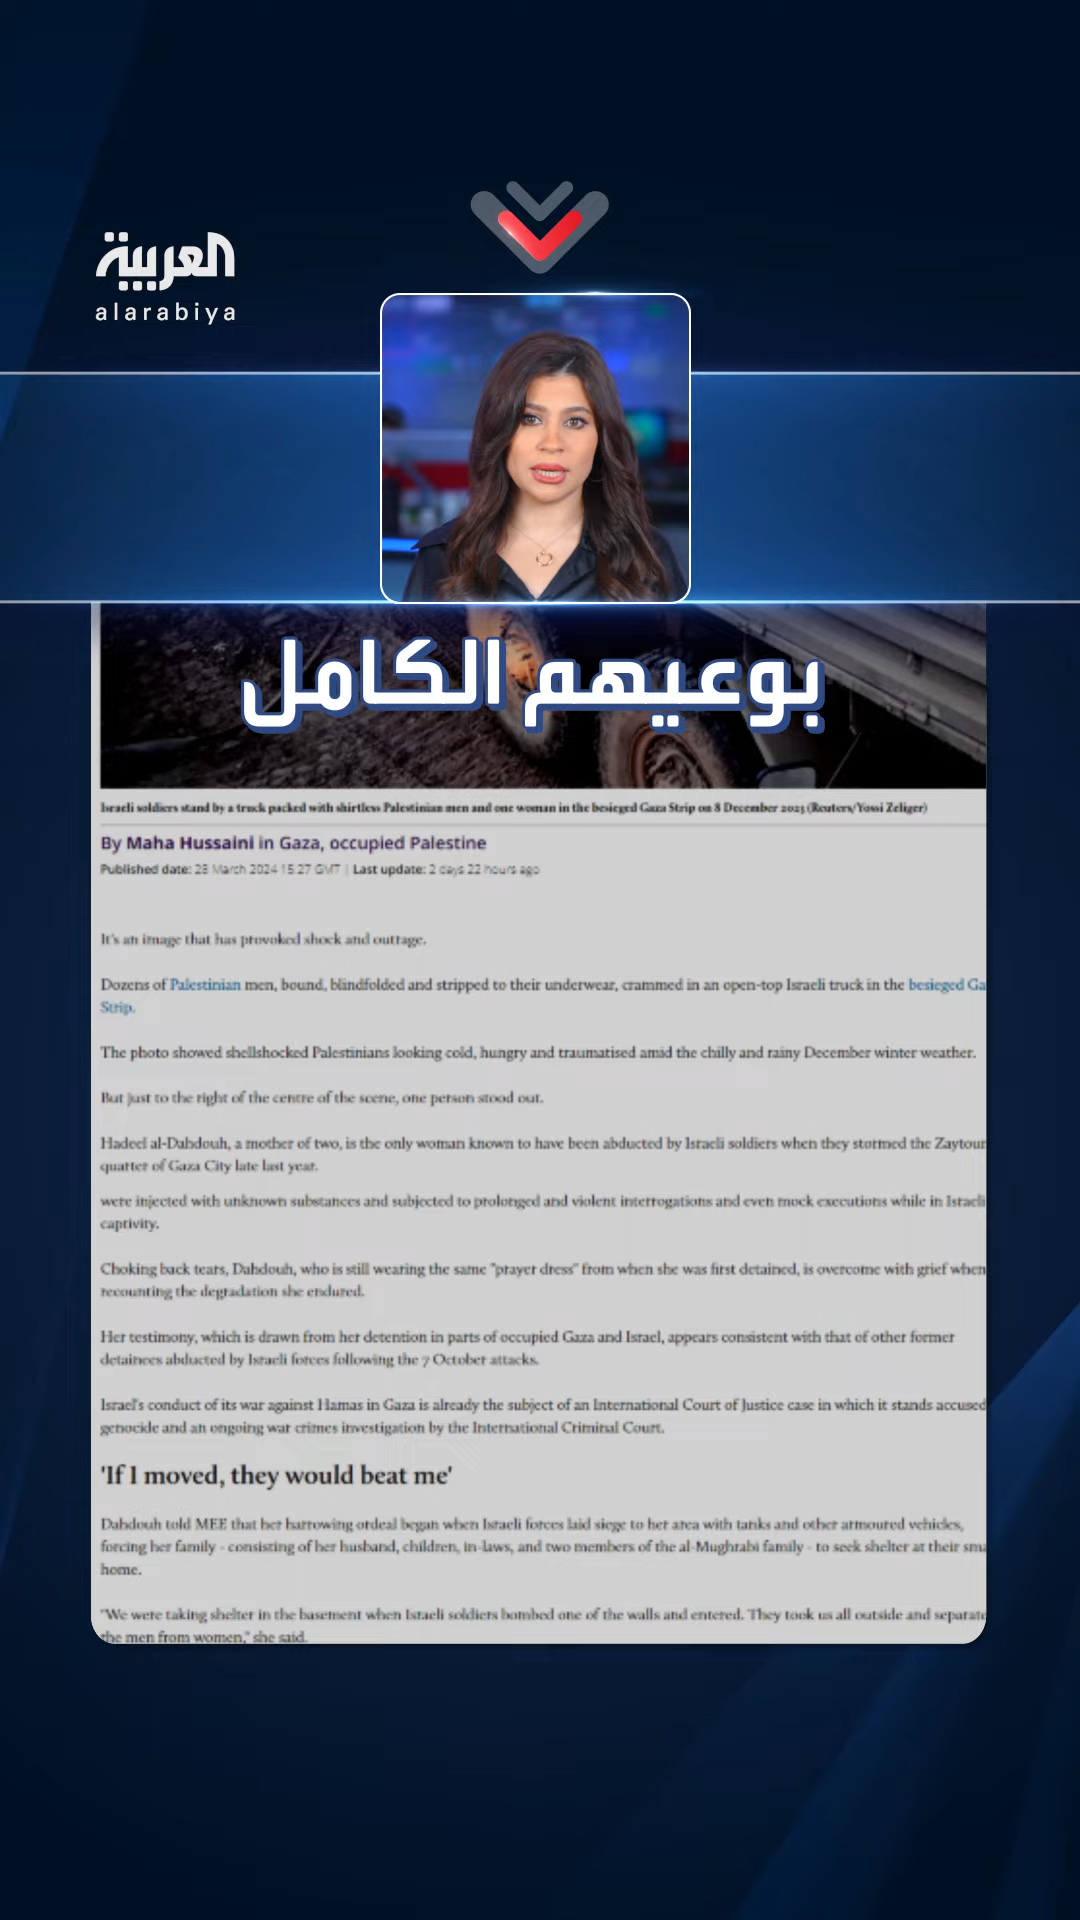 العربية
alarabiya
بوعيهم الكامل
Israeli soldiers stand by a truck packed with shirtless Palestinian men and one woman in the besieged Gaza Strip on 8 December 2023 (Reuters/Yossi Zeliger)
By Maha Hussaini in Gaza, occupied Palestine
Published date: 28 March 2024 15:27 GMT | Last update: 2 days 22 hours ago
It's an image that has provoked shock and outrage.
Dozens of Palestinian men, bound, blindfolded and stripped to their underwear, crammed in an open-top Israeli truck in the besieged Ga
Strip.
The photo showed shellshocked Palestinians looking cold, hungry and traumatised amid the chilly and rainy December winter weather.
But just to the right of the centre of the scene, one person stood out.
Hadeel al-Dahdouh, a mother of two, is the only woman known to have been abducted by Israeli soldiers when they stormed the Zaytoun
quarter of Gaza City late last year.
were injected with unknown substances and subjected to prolonged and violent interrogations and even mock executions while in Israeli
captivity.
Choking back tears, Dahdouh, who is still wearing the same "prayer dress" from when she was first detained, is overcome with grief when
recounting the degradation she endured.
Her testimony, which is drawn from her detention in parts of occupied Gaza and Israel, appears consistent with that of other former
detainees abducted by Israeli forces following the 7 October attacks.
Israel's conduct of its war against Hamas in Gaza is already the subject of an International Court of Justice case in which it stands accused
genocide and an ongoing war crimes investigation by the International Criminal Court.
'If I moved, they would beat me'
Dahdouh told MEE that her harrowing ordeal began when Israeli forces laid siege to her area with tanks and other armoured vehicles,
forcing her family - consisting of her husband, children, in-laws, and two members of the al-Mughrabi family - to seek shelter at their sma
home.
"We were taking shelter in the basement when Israeli soldiers bombed one of the walls and entered. They took us all outside and separate
the men from women," she said.